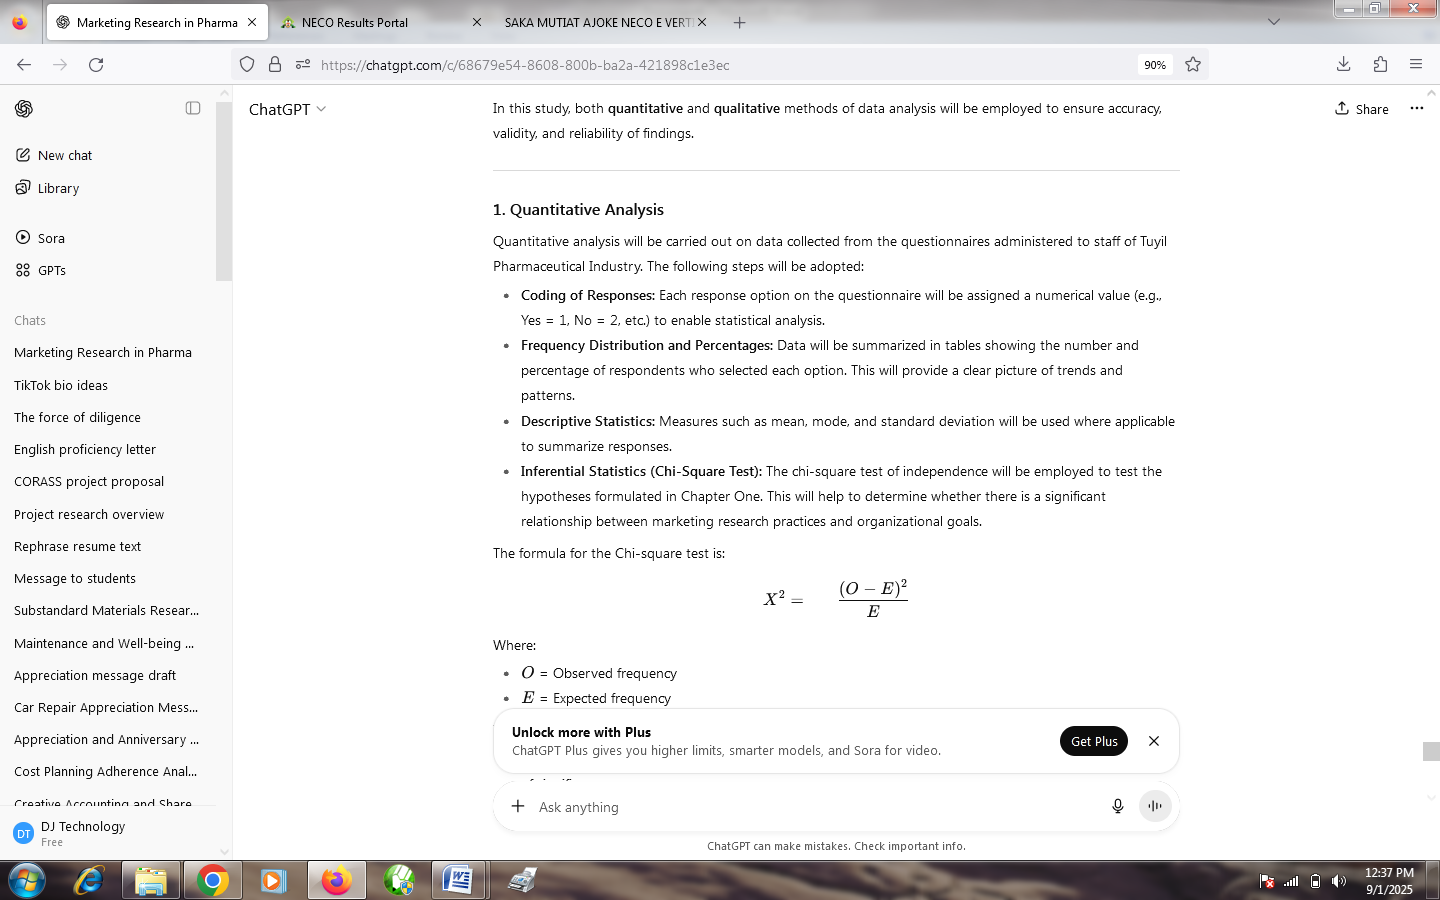 Marketing Research in Pharma
NECO Results Portal
SAKA MUTIAT AJOKE NECO E VERT
https://chatgpt.com/c/68679e54-8608-800b-ba2a-421898c1e3ec
90%
ChatGPT
Share
New chat
Library
Sora
GPTs
Chats
Marketing Research in Pharma
TikTok bio ideas
The force of diligence
English proficiency letter
CORASS project proposal
Project research overview
Rephrase resume text
Message to students
Substandard Materials Resear...
Maintenance and Well-being ...
Appreciation message draft
Car Repair Appreciation Mess...
Appreciation and Anniversary ...
Cost Planning Adherence Anal...
Creative Accounting and Share
DT
DJ Technology
Free
In this study, both quantitative and qualitative methods of data analysis will be employed to ensure accuracy,
validity, and reliability of findings.
1. Quantitative Analysis
Quantitative analysis will be carried out on data collected from the questionnaires administered to staff of Tuyil
Pharmaceutical Industry. The following steps will be adopted:
• Coding of Responses: Each response option on the questionnaire will be assigned a numerical value (e.g.,
Yes = 1, No = 2, etc.) to enable statistical analysis.
• Frequency Distribution and Percentages: Data will be summarized in tables showing the number and
percentage of respondents who selected each option. This will provide a clear picture of trends and
patterns.
• Descriptive Statistics: Measures such as mean, mode, and standard deviation will be used where applicable
to summarize responses.
• Inferential Statistics (Chi-Square Test): The chi-square test of independence will be employed to test the
hypotheses formulated in Chapter One. This will help to determine whether there is a significant
relationship between marketing research practices and organizational goals.
The formula for the Chi-square test is:
X² = (O − E)² / E
Where:
• O = Observed frequency
• E = Expected frequency
Unlock more with Plus
ChatGPT Plus gives you higher limits, smarter models, and Sora for video.
Get Plus
Ask anything
ChatGPT can make mistakes. Check important info.
12:37 PM
9/1/2025